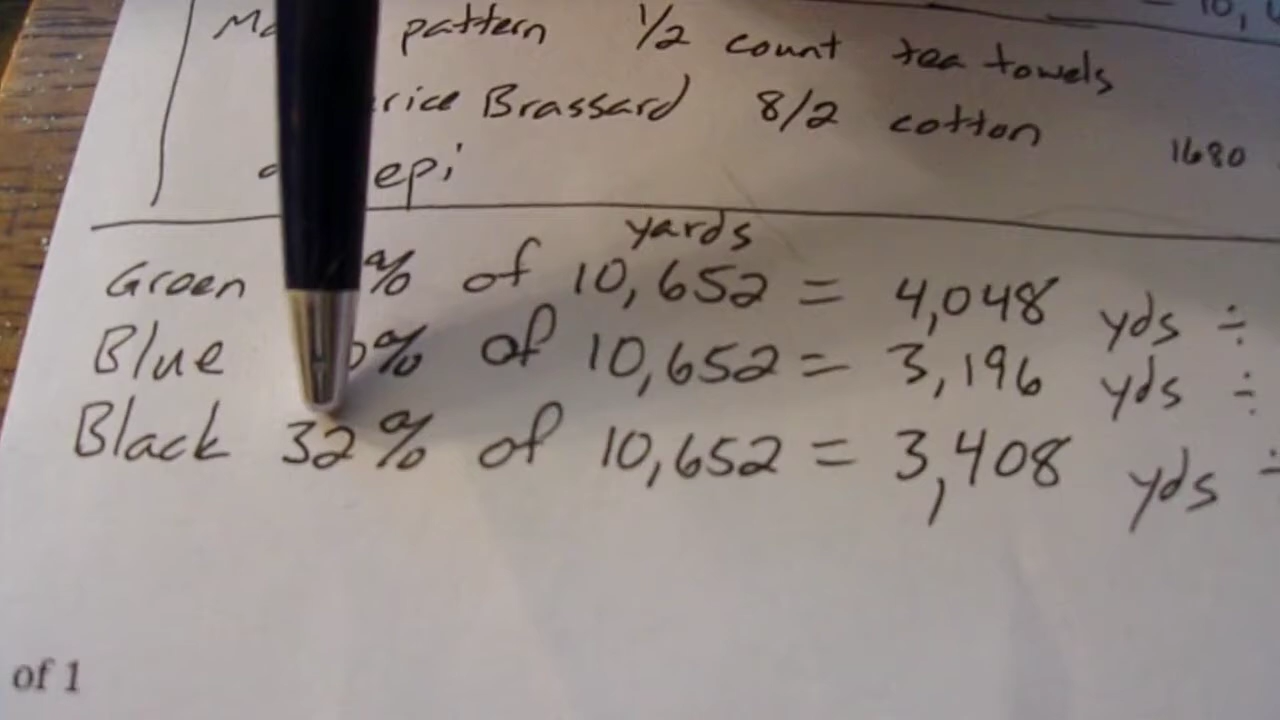 pattern 1/2 count tea towels
Brassard 8/2 cotton 1680
epi
yards
Green % of 10,652 = 4,048 yds ÷
Blue % of 10,652 = 3,196 yds ÷
Black 32% of 10,652 = 3,408 yds ÷
of 1